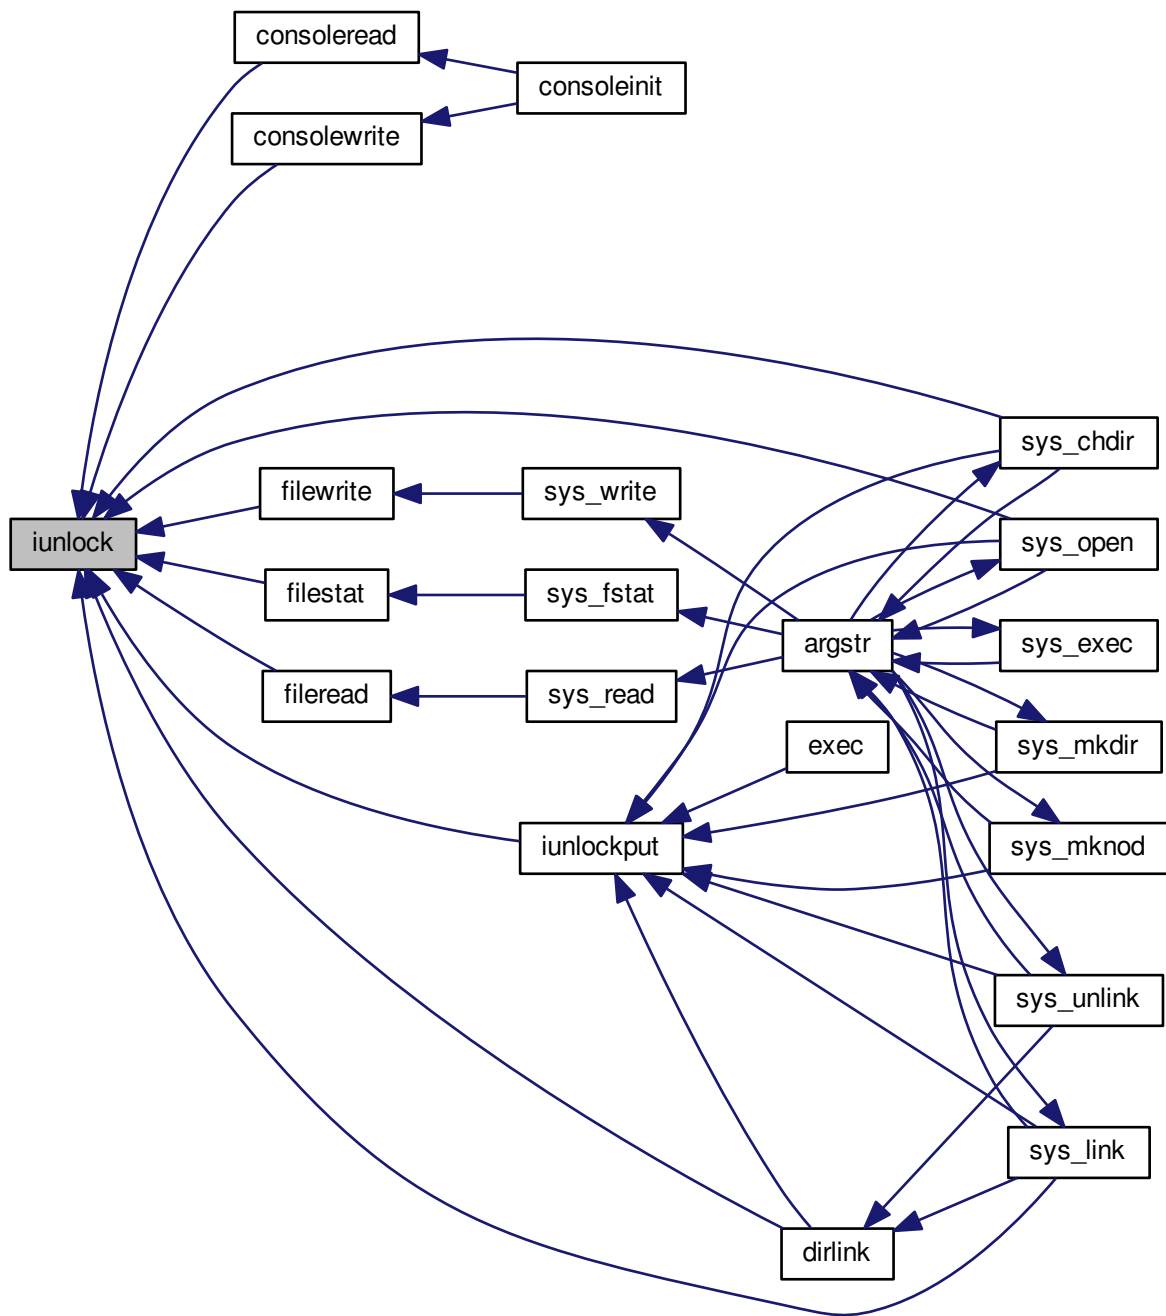 consoleread
consoleinit
consolewrite
sys_chdir
filewrite
sys_write
sys_open
iunlock
filestat
sys_fstat
argstr
sys_exec
fileread
sys_read
exec
sys_mkdir
iunlockput
sys_mknod
sys_unlink
sys_link
dirlink